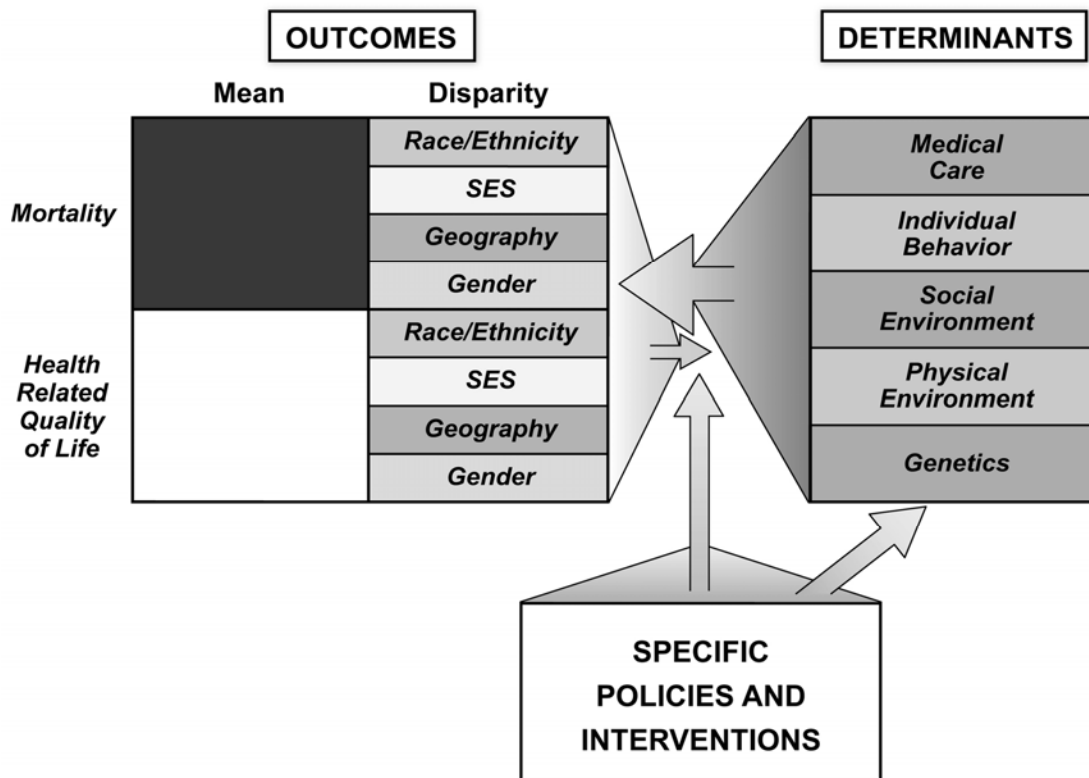 OUTCOMES
DETERMINANTS
Mean
Disparity
Mortality
Race/Ethnicity
SES
Geography
Gender
Health
Related
Quality
of Life
Race/Ethnicity
SES
Geography
Gender
Medical
Care
Individual
Behavior
Social
Environment
Physical
Environment
Genetics
SPECIFIC
POLICIES AND
INTERVENTIONS